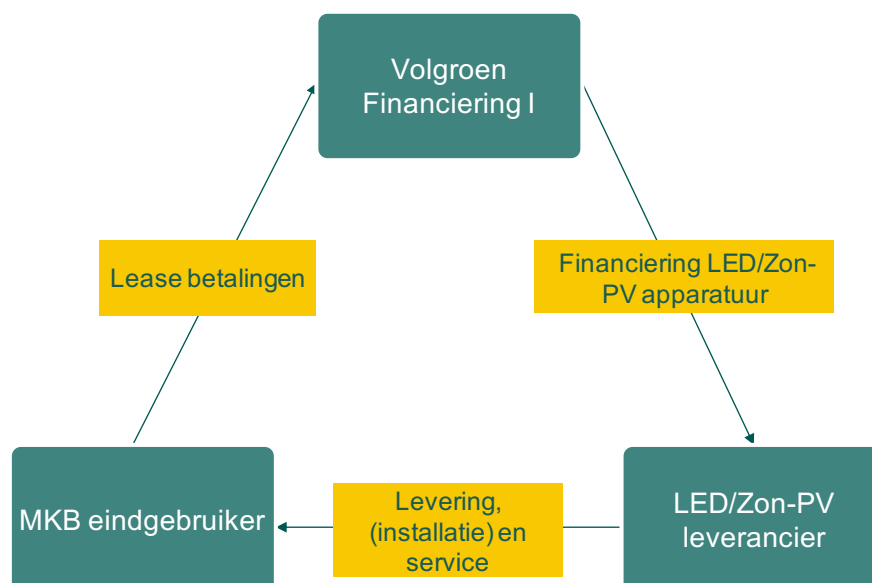 Volgroen
Financiering I
Lease betalingen
Financiering LED/Zon-
PV apparatuur
MKB eindgebruiker
Levering,
(installatie) en
service
LED/Zon-PV
leverancier